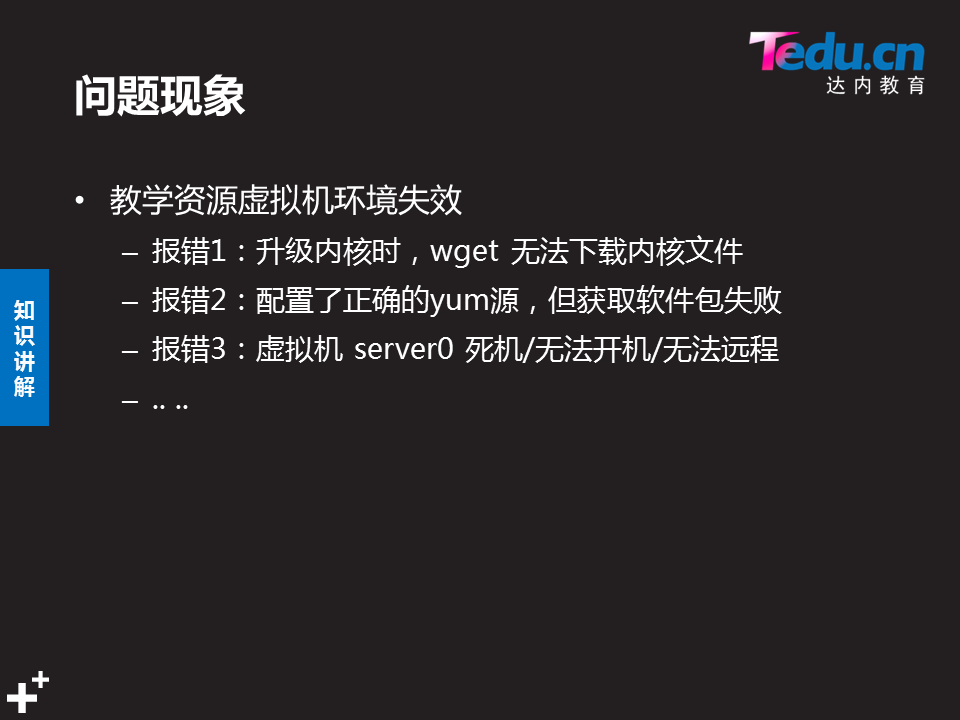 Tedu.cn
达内教育
问题现象
• 教学资源虚拟机环境失效
– 报错1：升级内核时，wget 无法下载内核文件
– 报错2：配置了正确的yum源，但获取软件包失败
– 报错3：虚拟机 server0 死机/无法开机/无法远程
– .. ..
知识讲解